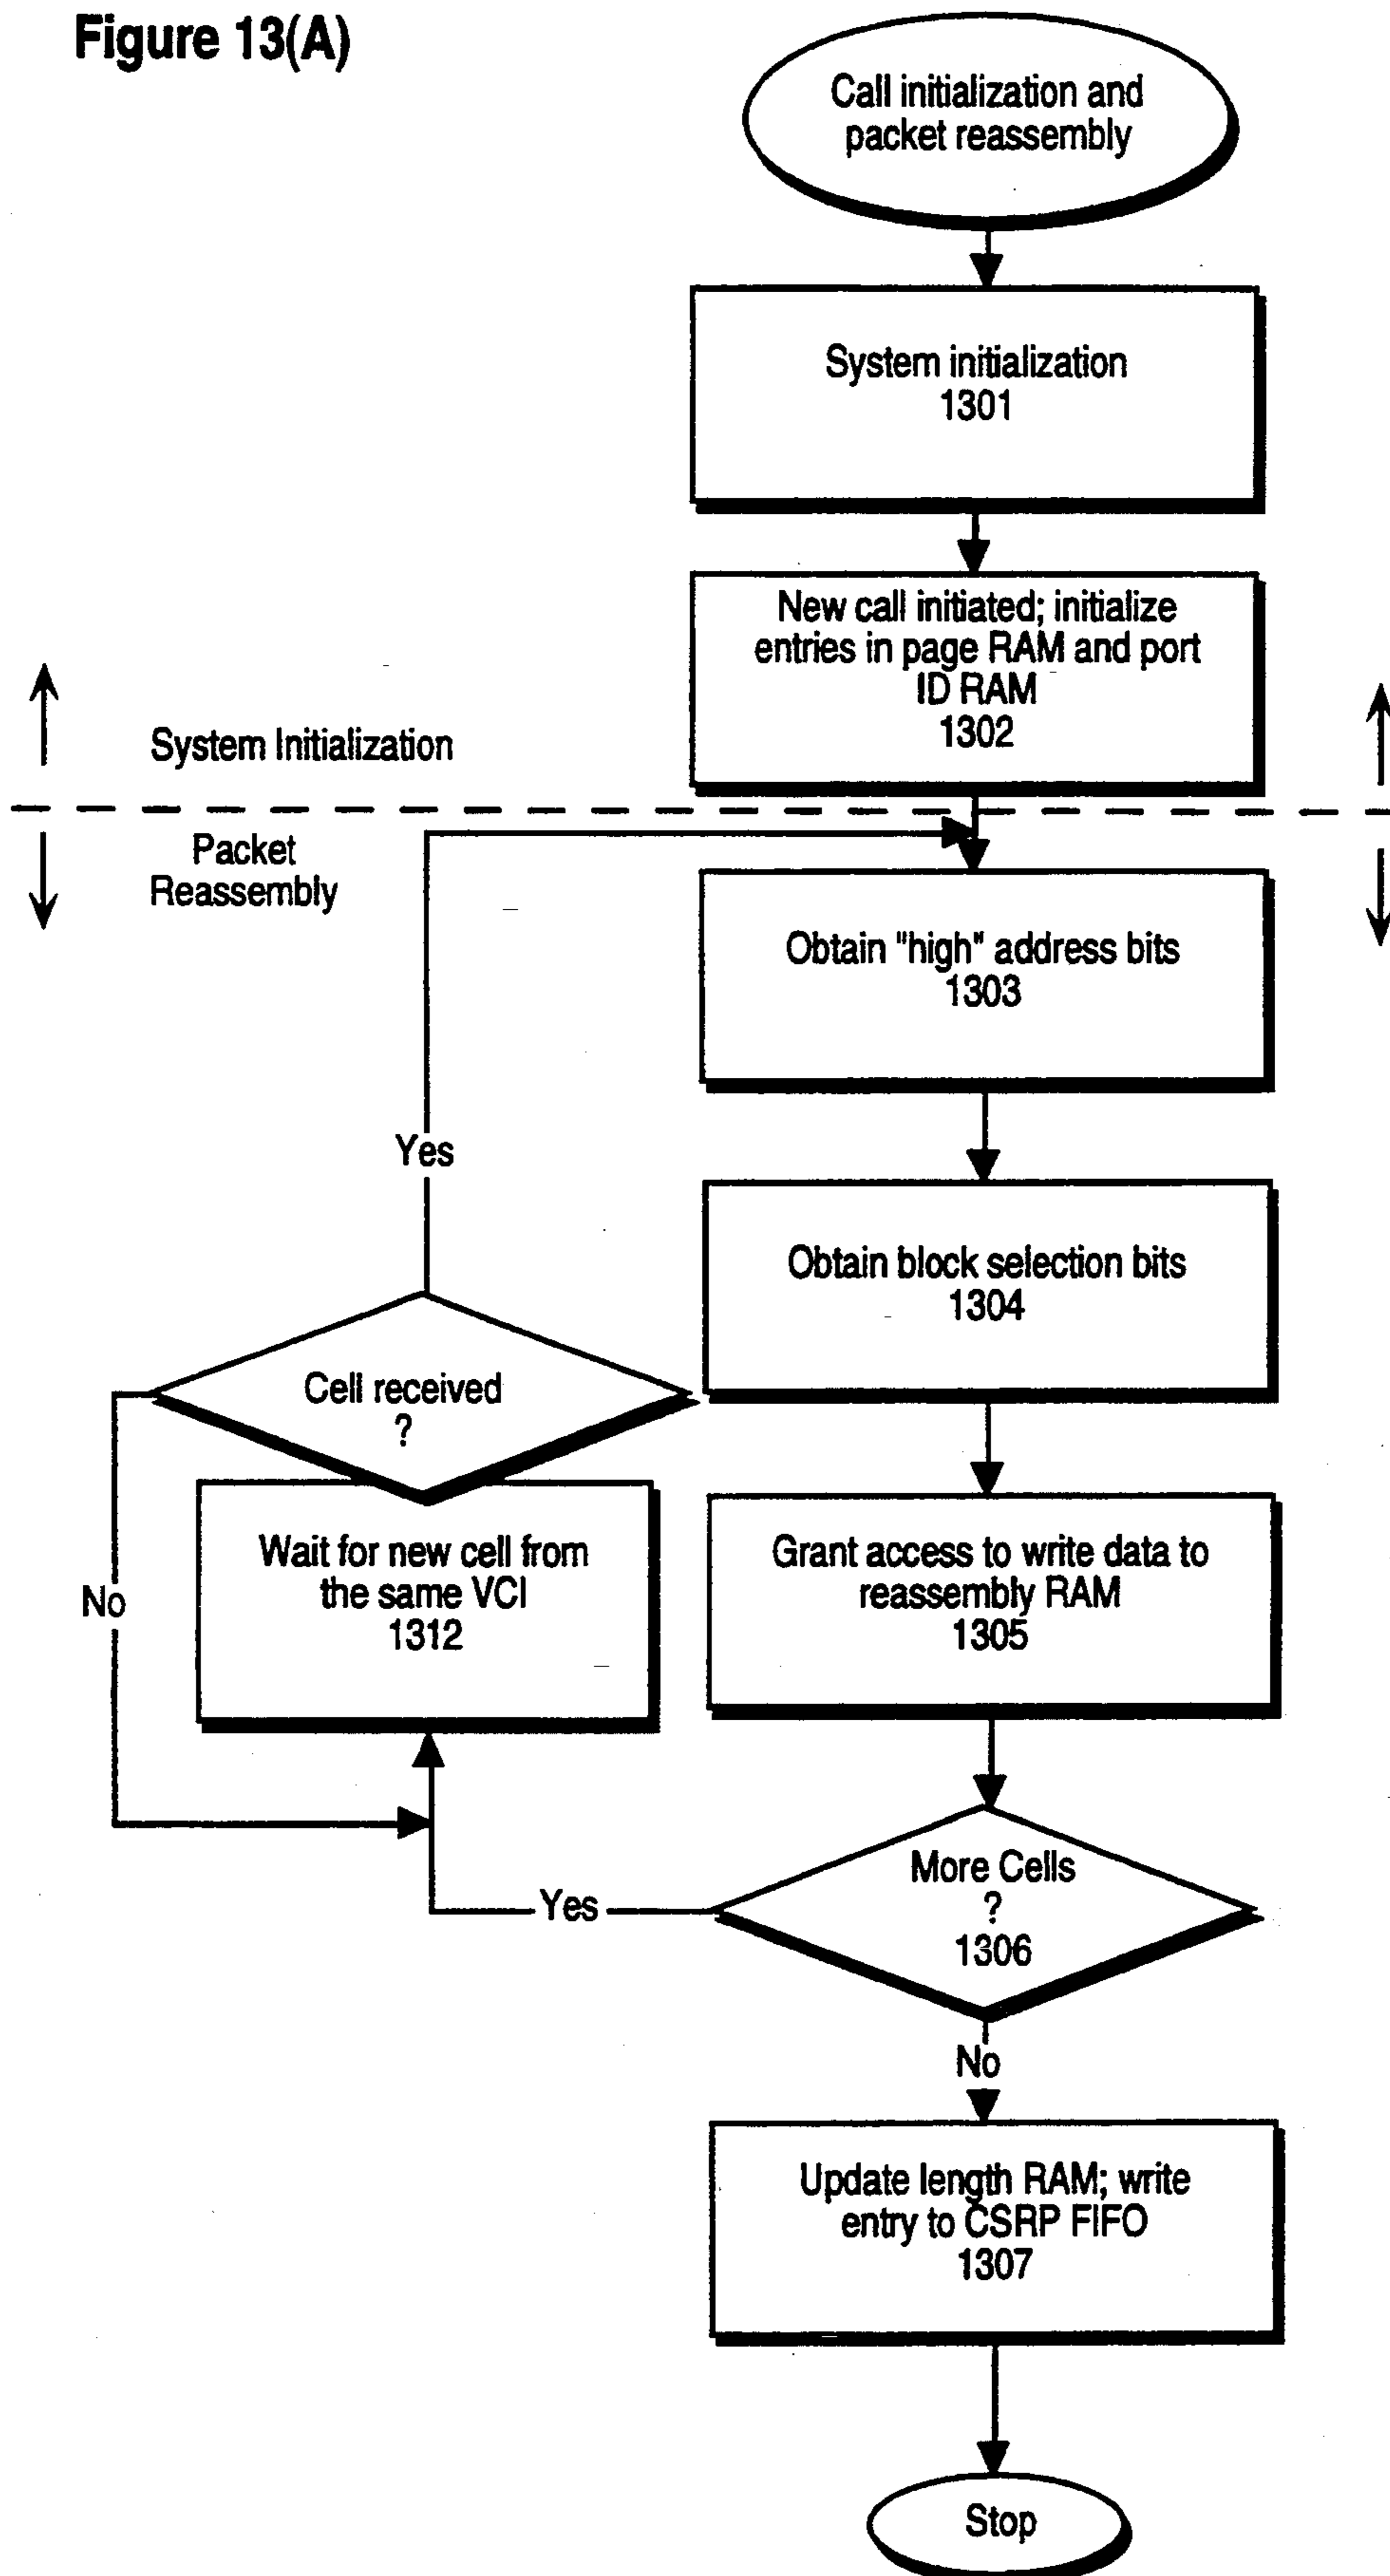 Figure 13(A)
Call initialization and
packet reassembly
System initialization
1301
New call initiated; initialize
entries in page RAM and port
ID RAM
1302
System Initialization
Packet
Reassembly
Obtain "high" address bits
1303
Yes
Obtain block selection bits
1304
Cell received
?
Wait for new cell from
the same VCI
1312
No
Grant access to write data to
reassembly RAM
1305
More Cells
?
1306
Yes
No
Update length RAM; write
entry to CSRP FIFO
1307
Stop